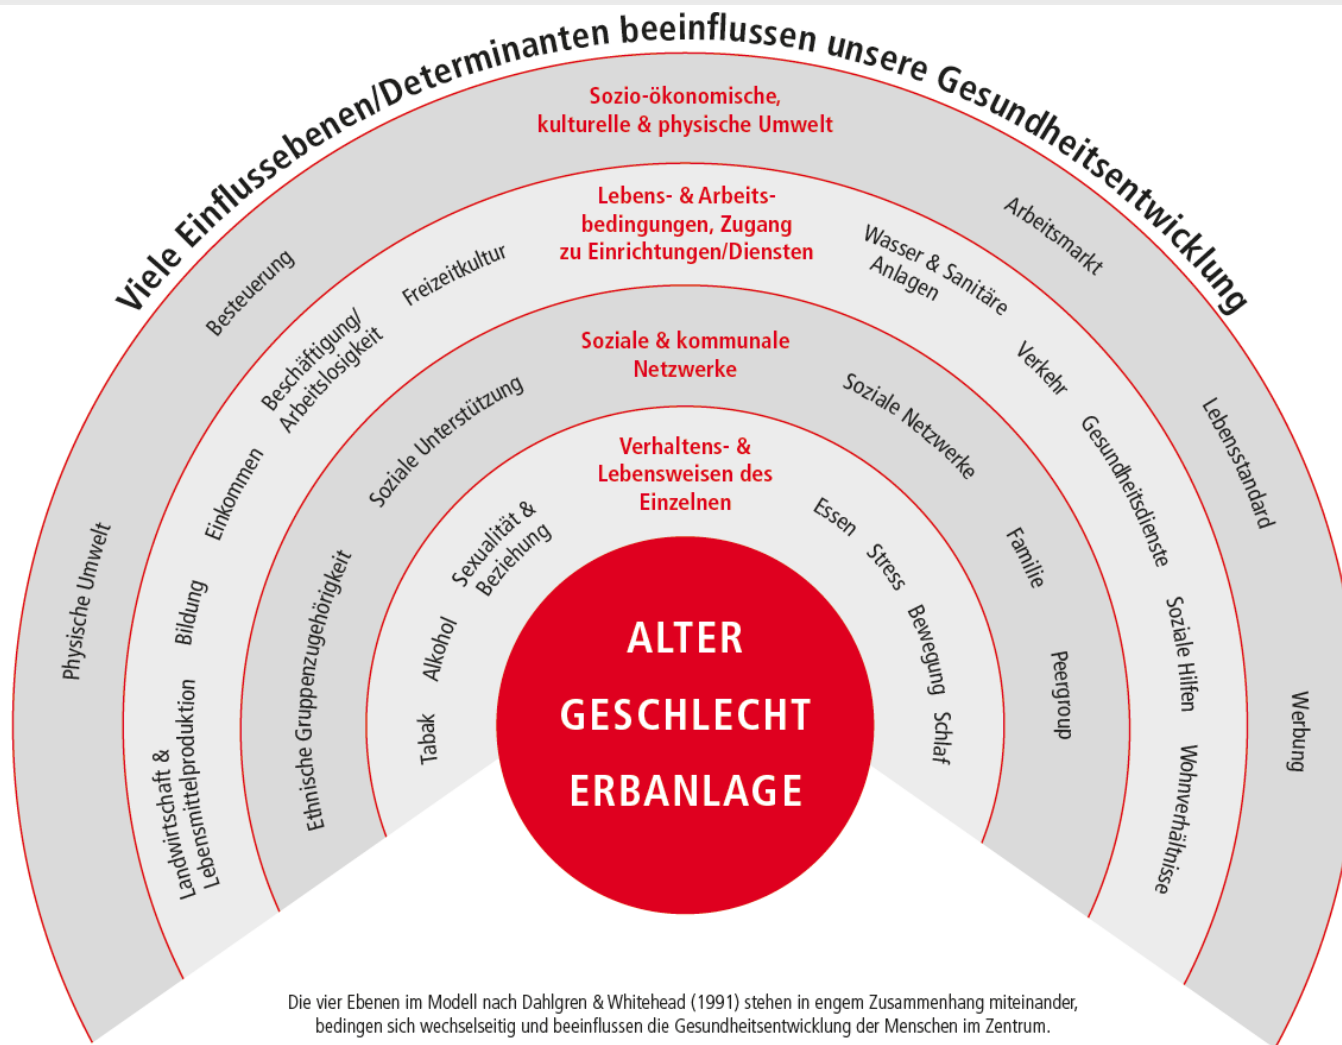 Viele Einflussebenen/Determinanten beeinflussen unsere Gesundheitsentwicklung
Sozio-ökonomische,
kulturelle & physische Umwelt
Physische Umwelt
Besteuerung
Arbeitsmarkt
Lebensstandard
Werbung
Lebens- & Arbeits-
bedingungen, Zugang
zu Einrichtungen/Diensten
Landwirtschaft &
Lebensmittelproduktion
Bildung
Einkommen
Beschäftigung/
Arbeitslosigkeit
Freizeitkultur
Wasser & Sanitäre
Anlagen
Verkehr
Gesundheitsdienste
Soziale Hilfen
Wohnverhältnisse
Soziale & kommunale
Netzwerke
Ethnische Gruppenzugehörigkeit
Soziale Unterstützung
Soziale Netzwerke
Familie
Peergroup
Verhaltens- &
Lebensweisen des
Einzelnen
Tabak
Alkohol
Sexualität &
Beziehung
Essen
Stress
Bewegung
Schlaf
ALTER
GESCHLECHT
ERBANLAGE
Die vier Ebenen im Modell nach Dahlgren & Whitehead (1991) stehen in engem Zusammenhang miteinander,
bedingen sich wechselseitig und beeinflussen die Gesundheitsentwicklung der Menschen im Zentrum.